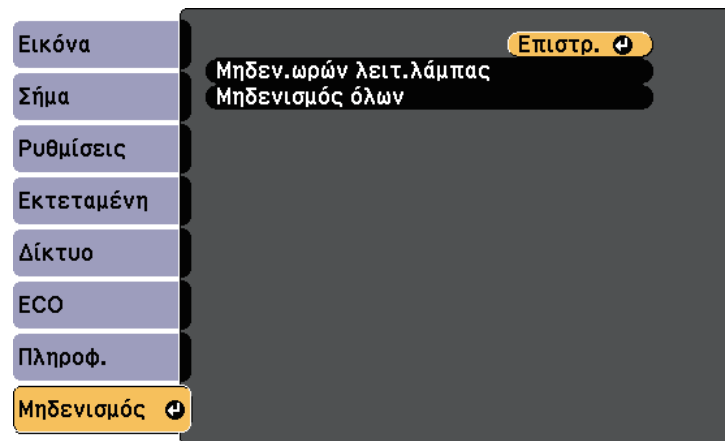 Εικόνα
Σήμα
Ρυθμίσεις
Εκτεταμένη
Δίκτυο
ECO
Πληροφ.
Μηδενισμός
Επιστρ.
Μηδεν.ωρών λειτ.λάμπας
Μηδενισμός όλων